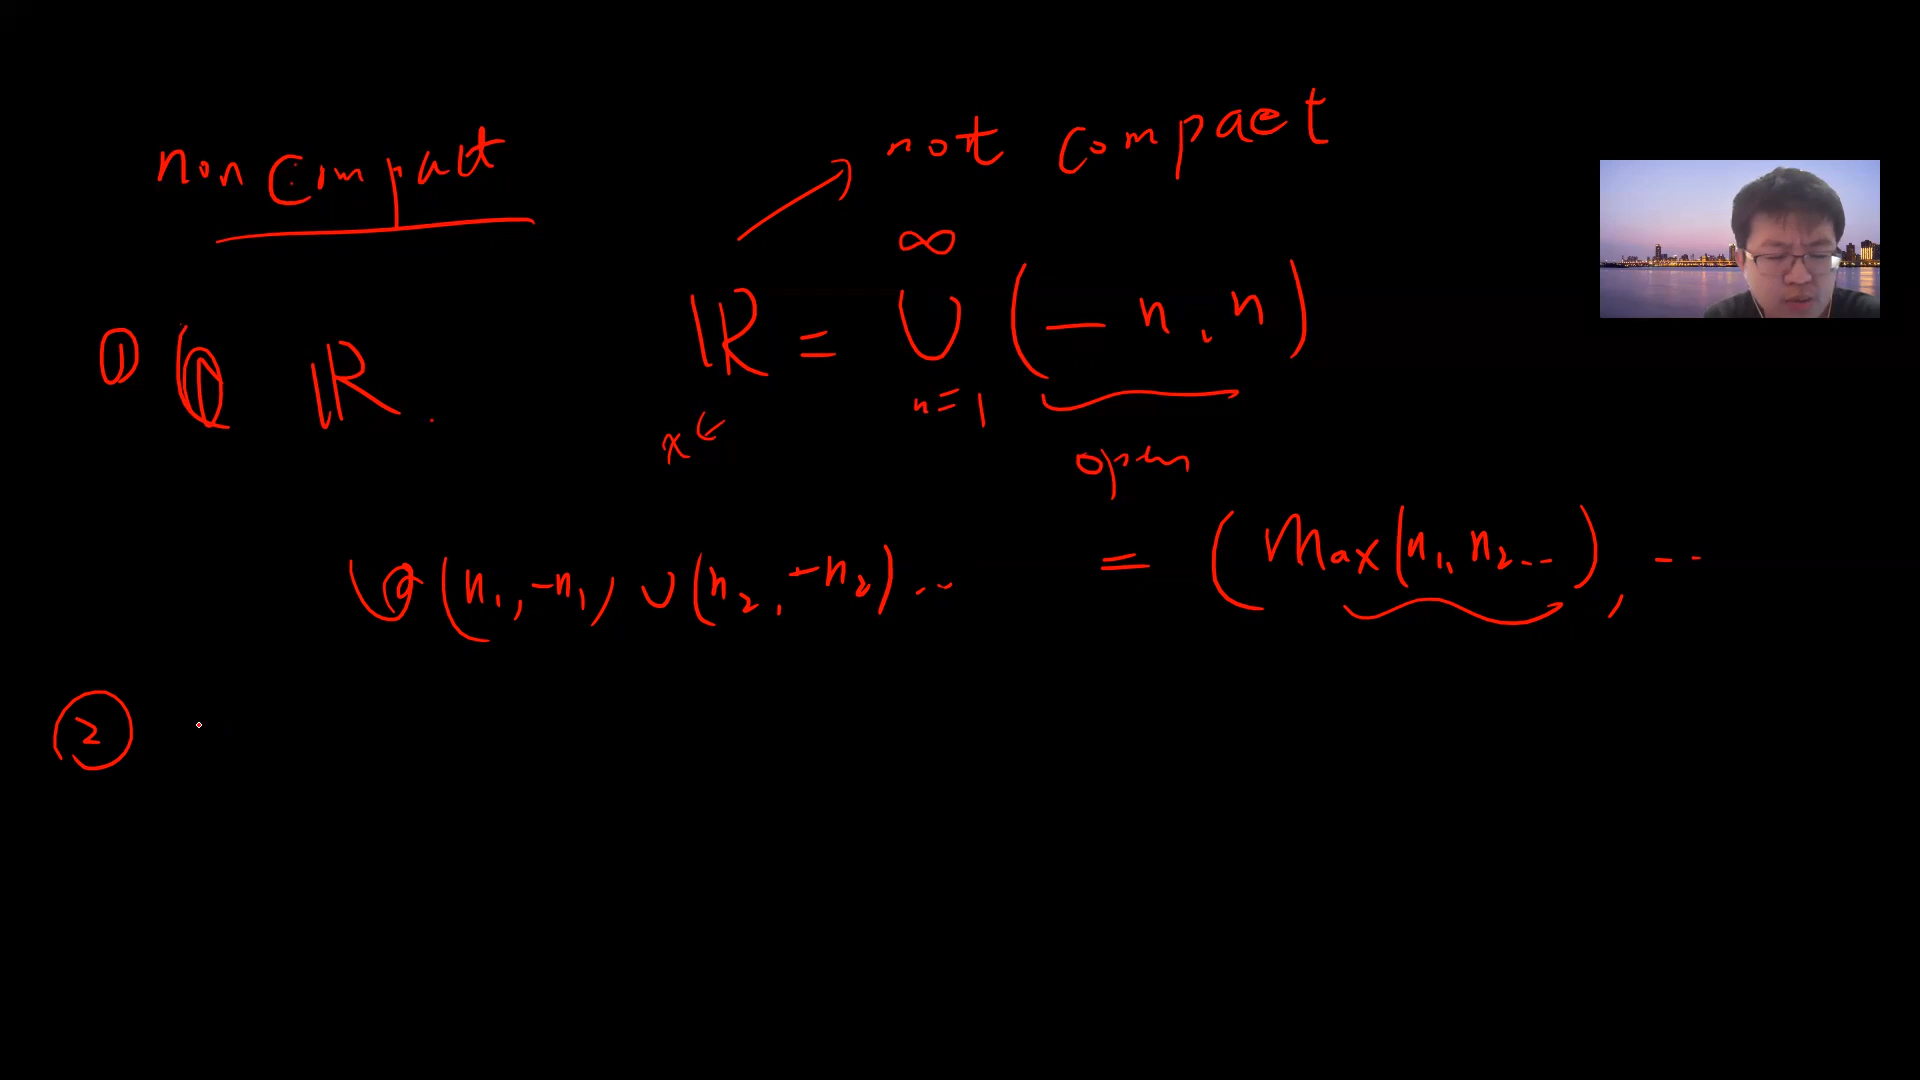 non compact
not compact
① ℚ ℝ.
ℝ = ∞ ∪ n=1 (-n, n)
x ∈
open
(n₁, -n₁) ∪ (n₂, -n₂) ... = (Max(n₁, n₂...), ...
②